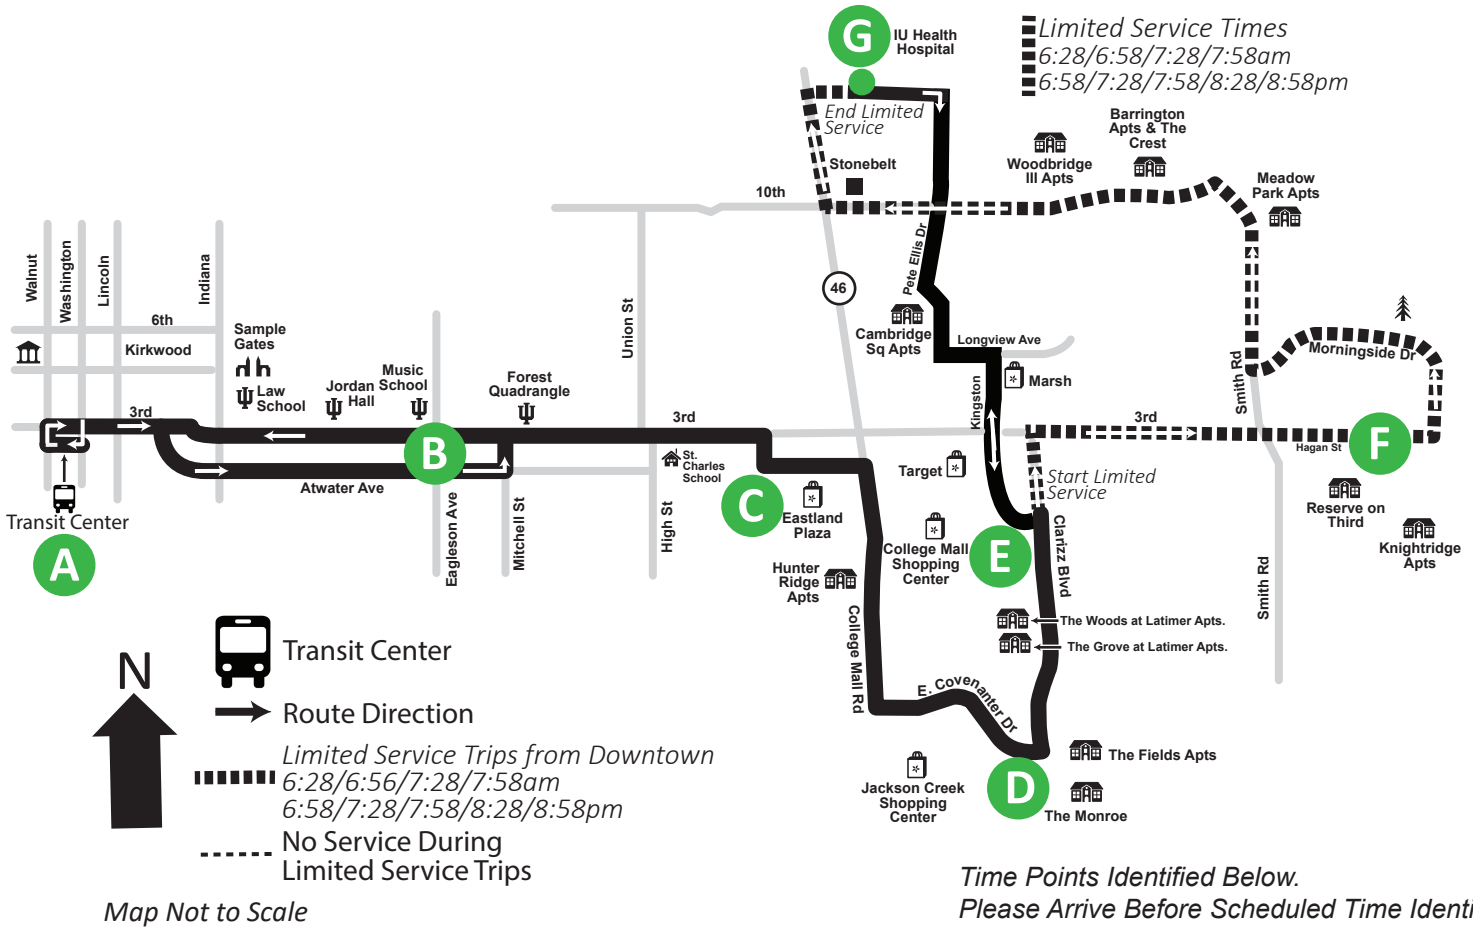 G
IU Health
Hospital
Limited Service Times
6:28/6:58/7:28/7:58am
6:58/7:28/7:58/8:28/8:58pm
End Limited
Service
Barrington
Apts & The
Crest
Woodbridge
III Apts
Stonebelt
Meadow
Park Apts
10th
Walnut
Washington
Lincoln
Indiana
Union St
Pete Ellis Dr
46
6th
Kirkwood
Sample
Gates
Law
School
Jordan
Hall
Music
School
Forest
Quadrangle
Cambridge
Sq Apts
Longview Ave
Marsh
Kingston
Smith Rd
Morningside Dr
3rd
3rd
3rd
B
St.
Charles
School
Target
Hagan St
F
Atwater Ave
Eagleson Ave
Mitchell St
High St
C
Eastland
Plaza
Start Limited
Service
Reserve on
Third
Knightridge
Apts
Transit Center
A
College Mall
Shopping
Center
E
Clarizz Blvd
Smith Rd
Hunter
Ridge
Apts
College Mall Rd
The Woods at Latimer Apts.
The Grove at Latimer Apts.
E. Covenanter Dr
N
Transit Center
Route Direction
Limited Service Trips from Downtown
6:28/6:56/7:28/7:58am
6:58/7:28/7:58/8:28/8:58pm
No Service During
Limited Service Trips
Jackson Creek
Shopping
Center
D
The Fields Apts
The Monroe
Map Not to Scale
Time Points Identified Below.
Please Arrive Before Scheduled Time Identi